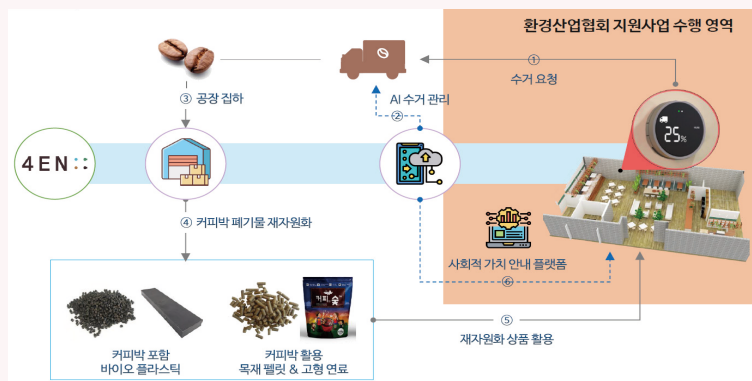 환경산업협회 지원사업 수행 영역
①
수거 요청
③ 공장 집하
AI 수거 관리
②
25%
4EN
④ 커피박 폐기물 재자원화
사회적 가치 안내 플랫폼
⑥
커피숲
⑤
재자원화 상품 활용
커피박 포함
바이오 플라스틱
커피박 활용
목재 펠릿 & 고형 연료